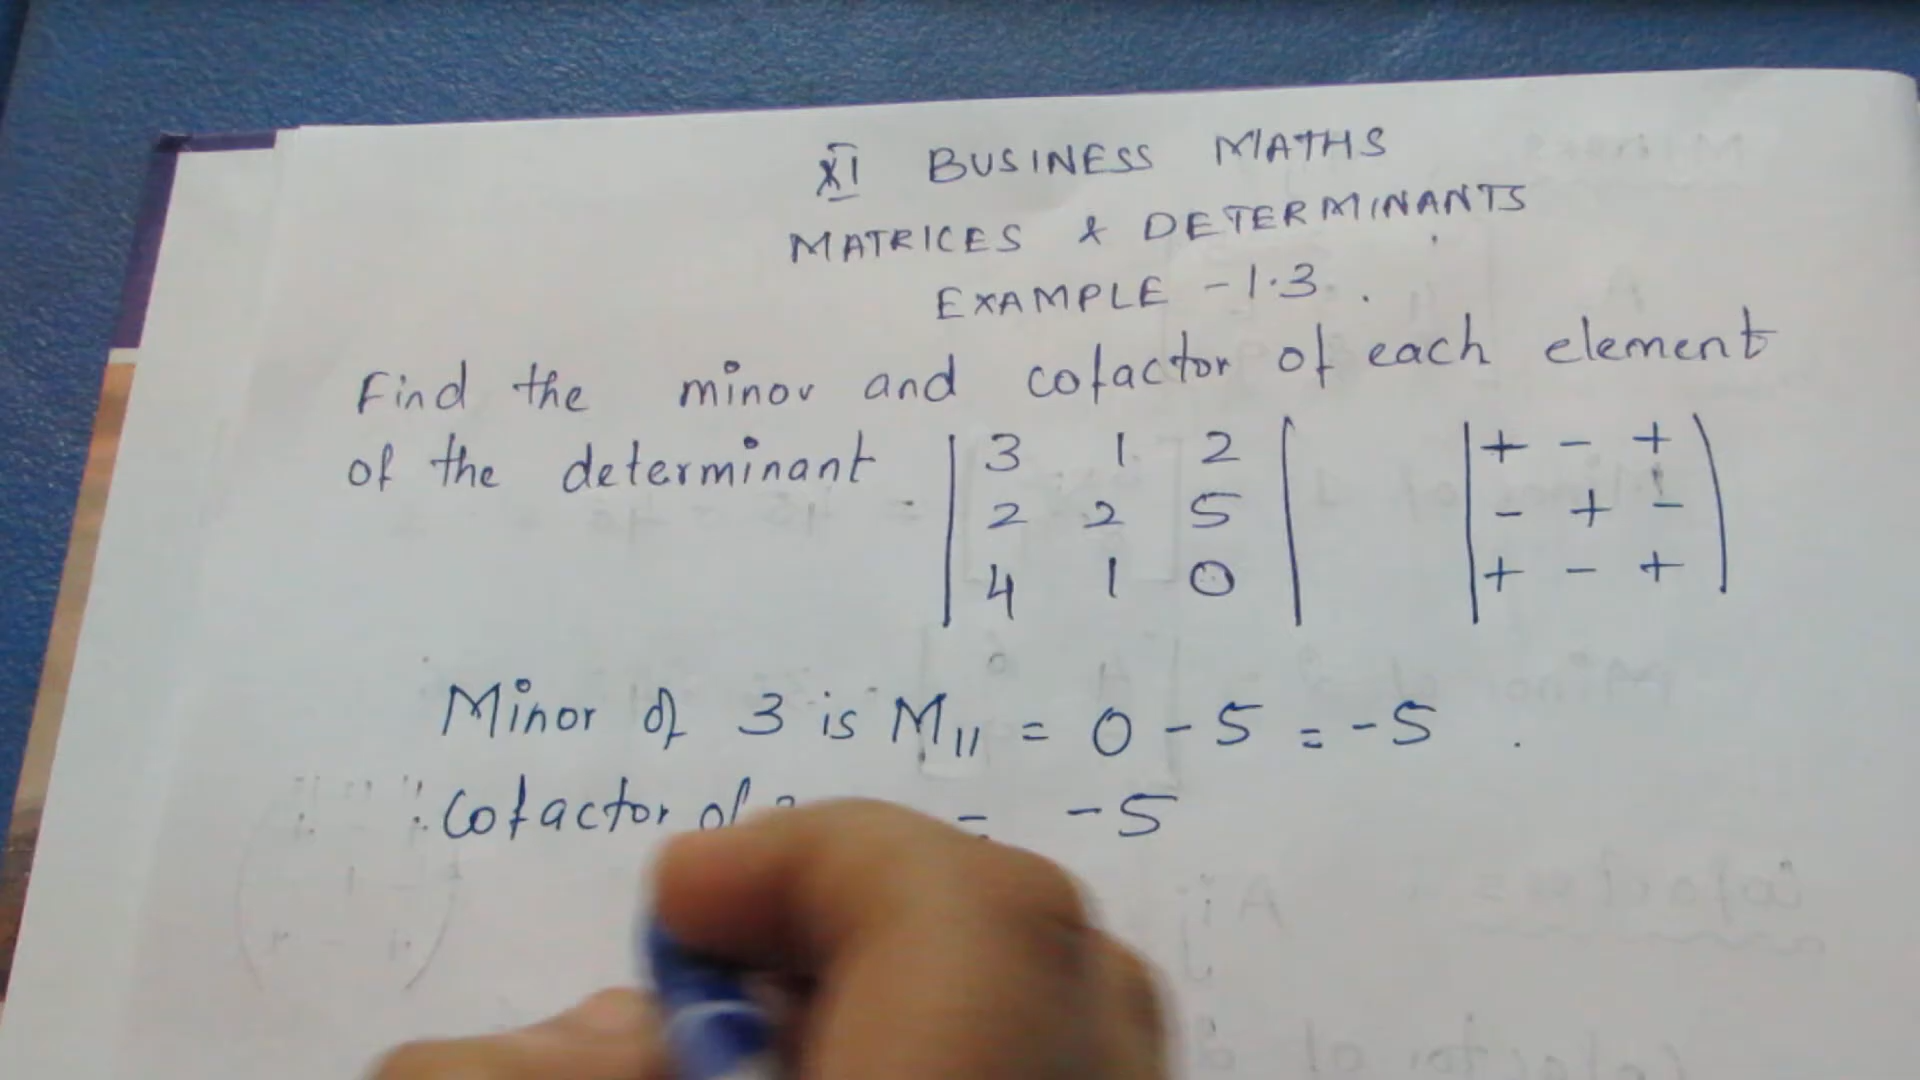 XI BUSINESS MATHS
MATRICES & DETERMINANTS
EXAMPLE - 1.3.
Find the minor and cofactor of each element
of the determinant
3 1 2
2 2 5
4 1 0
+ - +
- + -
+ - +
Minor of 3 is M11 = 0 - 5 = -5.
Cofactor of = -5